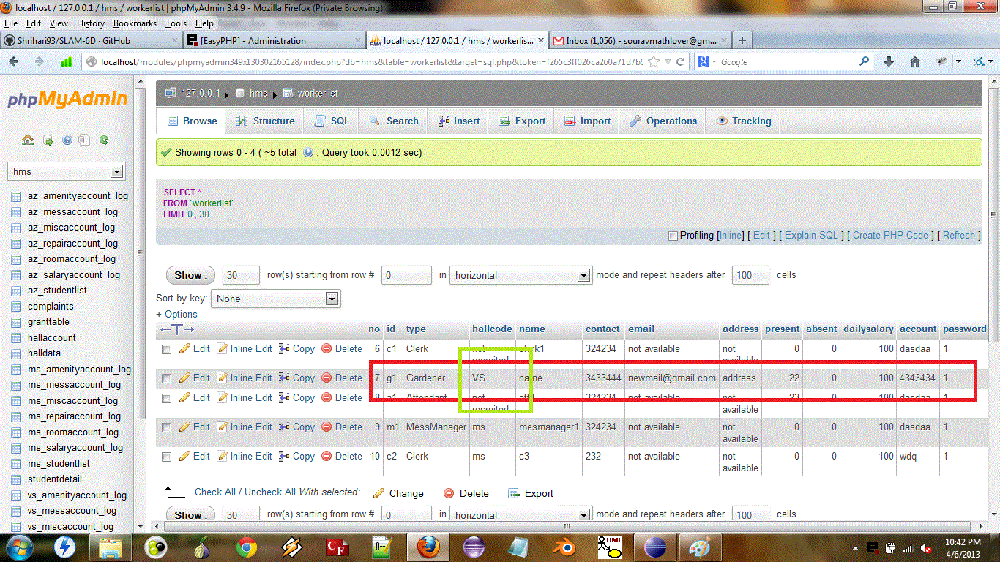 localhost / 127.0.0.1 / hms / workerlist | phpMyAdmin 3.4.9 - Mozilla Firefox (Private Browsing)
File Edit View History Bookmarks Tools Help
Shrihari93/SLAM-6D · GitHub [EasyPHP] - Administration localhost / 127.0.0.1 / hms / workerlis... Inbox (1,056) - souravmathlover@gm...
localhost/modules/phpmyadmin349x130302165128/index.php?db=hms&table=workerlist&target=sql.php&token=f265c3ff026ca260a71d7b6 Google
phpMyAdmin
hms
az_amenityaccount_log
az_messaccount_log
az_miscaccount_log
az_repairaccount_log
az_roomaccount_log
az_salaryaccount_log
az_studentlist
complaints
granttable
hallaccount
halldata
ms_amenityaccount_log
ms_messaccount_log
ms_miscaccount_log
ms_repairaccount_log
ms_roomaccount_log
ms_salaryaccount_log
ms_studentlist
studentdetail
vs_amenityaccount_log
vs_messaccount_log
vs_miscaccount_log
127.0.0.1 hms workerlist
Browse Structure SQL Search Insert Export Import Operations Tracking
Showing rows 0 - 4 ( ~5 total , Query took 0.0012 sec)
SELECT *
FROM `workerlist`
LIMIT 0 , 30
Profiling [Inline] [ Edit ] [ Explain SQL ] [ Create PHP Code ] [ Refresh ]
Show : 30 row(s) starting from row # 0 in horizontal mode and repeat headers after 100 cells
Sort by key: None
+ Options
no id type hallcode name contact email address present absent dailysalary account password
Edit Inline Edit Copy Delete 6 c1 Clerk not recruited clerk1 324234 not available not available 0 0 100 dasdaa 1
Edit Inline Edit Copy Delete 7 g1 Gardener VS name 3433444 newmail@gmail.com address 22 0 100 4343434 1
Edit Inline Edit Copy Delete 8 a1 Attendant not recruited 324234 not available not available 23 0 100 dasdaa 1
Edit Inline Edit Copy Delete 9 m1 MessManager ms mesmanager1 324234 not available not available 0 0 100 dasdaa 1
Edit Inline Edit Copy Delete 10 c2 Clerk ms c3 232 not available not available 0 0 100 wdq 1
Check All / Uncheck All With selected: Change Delete Export
Show : 30 row(s) starting from row # 0 in horizontal mode and repeat headers after 100 cells
CF
UML
10:42 PM
4/6/2013